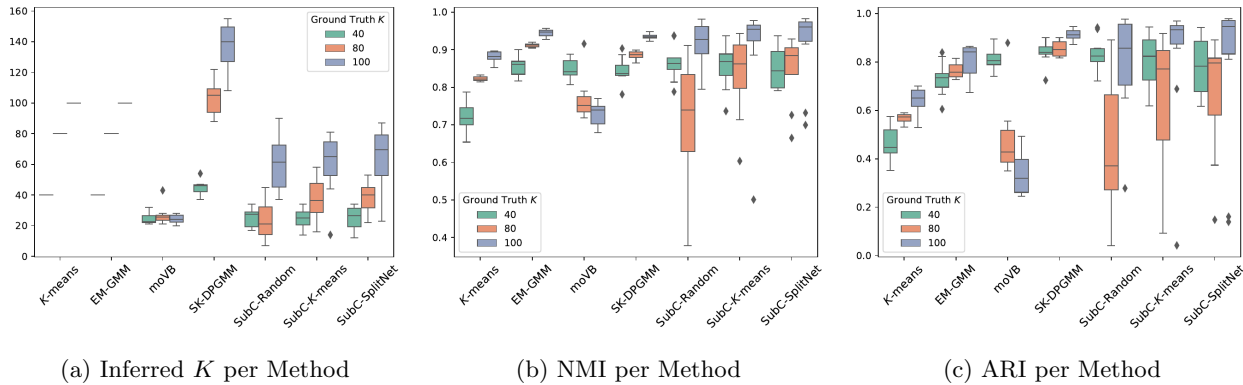 160
140
120
100
80
60
40
20
0
Ground Truth K
40
80
100
K-means
EM-GMM
moVB
SK-DPGMM
SubC-Random
SubC-K-means
SubC-SplitNet
(a) Inferred K per Method
1.0
0.9
0.8
0.7
0.6
0.5
0.4
Ground Truth K
40
80
100
K-means
EM-GMM
moVB
SK-DPGMM
SubC-Random
SubC-K-means
SubC-SplitNet
(b) NMI per Method
1.0
0.8
0.6
0.4
0.2
0.0
Ground Truth K
40
80
100
K-means
EM-GMM
moVB
SK-DPGMM
SubC-Random
SubC-K-means
SubC-SplitNet
(c) ARI per Method